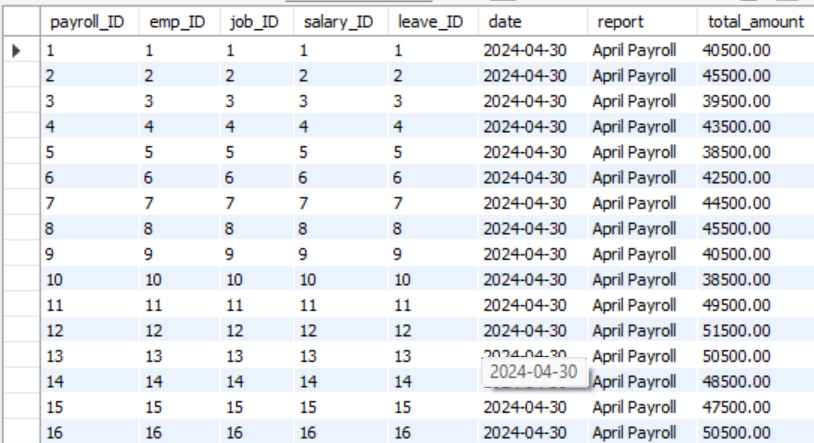 payroll_ID emp_ID job_ID salary_ID leave_ID date report total_amount
1 1 1 1 1 2024-04-30 April Payroll 40500.00
2 2 2 2 2 2024-04-30 April Payroll 45500.00
3 3 3 3 3 2024-04-30 April Payroll 39500.00
4 4 4 4 4 2024-04-30 April Payroll 43500.00
5 5 5 5 5 2024-04-30 April Payroll 38500.00
6 6 6 6 6 2024-04-30 April Payroll 42500.00
7 7 7 7 7 2024-04-30 April Payroll 44500.00
8 8 8 8 8 2024-04-30 April Payroll 45500.00
9 9 9 9 9 2024-04-30 April Payroll 40500.00
10 10 10 10 10 2024-04-30 April Payroll 38500.00
11 11 11 11 11 2024-04-30 April Payroll 49500.00
12 12 12 12 12 2024-04-30 April Payroll 51500.00
13 13 13 13 13 2024-04-30 April Payroll 50500.00
14 14 14 14 14 2024-04-30 April Payroll 48500.00
15 15 15 15 15 2024-04-30 April Payroll 47500.00
16 16 16 16 16 2024-04-30 April Payroll 50500.00